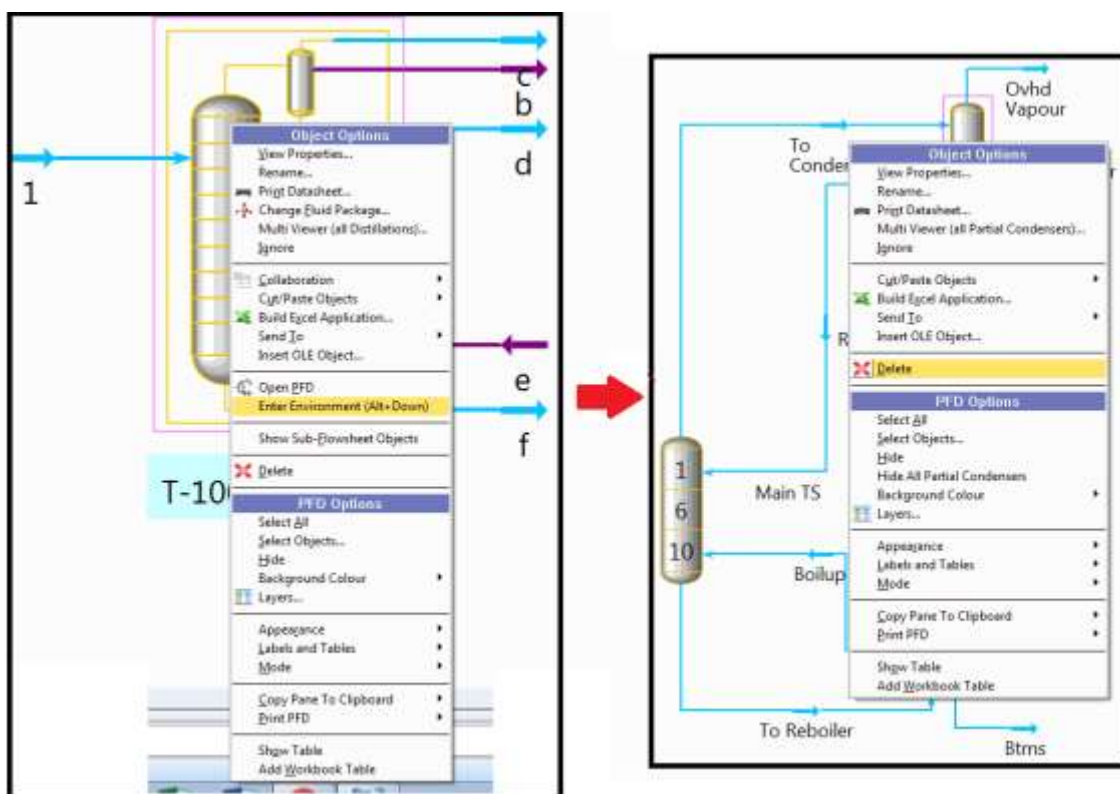 1
c
b
d
e
f
Object Options
View Properties...
Rename...
Print Datasheet...
Change Fluid Package...
Multi Viewer (all Distillations)...
Ignore
Collaboration
Cut/Paste Objects
Build Excel Application...
Send To
Insert OLE Object...
Open PFD
Enter Environment (Alt+Down)
Show Sub-Flowsheet Objects
Delete
PFD Options
Select All
Select Objects...
Hide
Background Colour
Layers...
Appearance
Labels and Tables
Mode
Copy Pane To Clipboard
Print PFD
Show Table
Add Workbook Table
T-10
Ovhd
Vapour
To
Conde
r
R
Main TS
1
6
10
Boilup
To Reboiler
Btms
Object Options
View Properties...
Rename...
Print Datasheet...
Multi Viewer (all Partial Condensers)...
Ignore
Cut/Paste Objects
Build Excel Application...
Send To
Insert OLE Object...
Delete
PFD Options
Select All
Select Objects...
Hide
Hide All Partial Condensers
Background Colour
Layers...
Appearance
Labels and Tables
Mode
Copy Pane To Clipboard
Print PFD
Show Table
Add Workbook Table